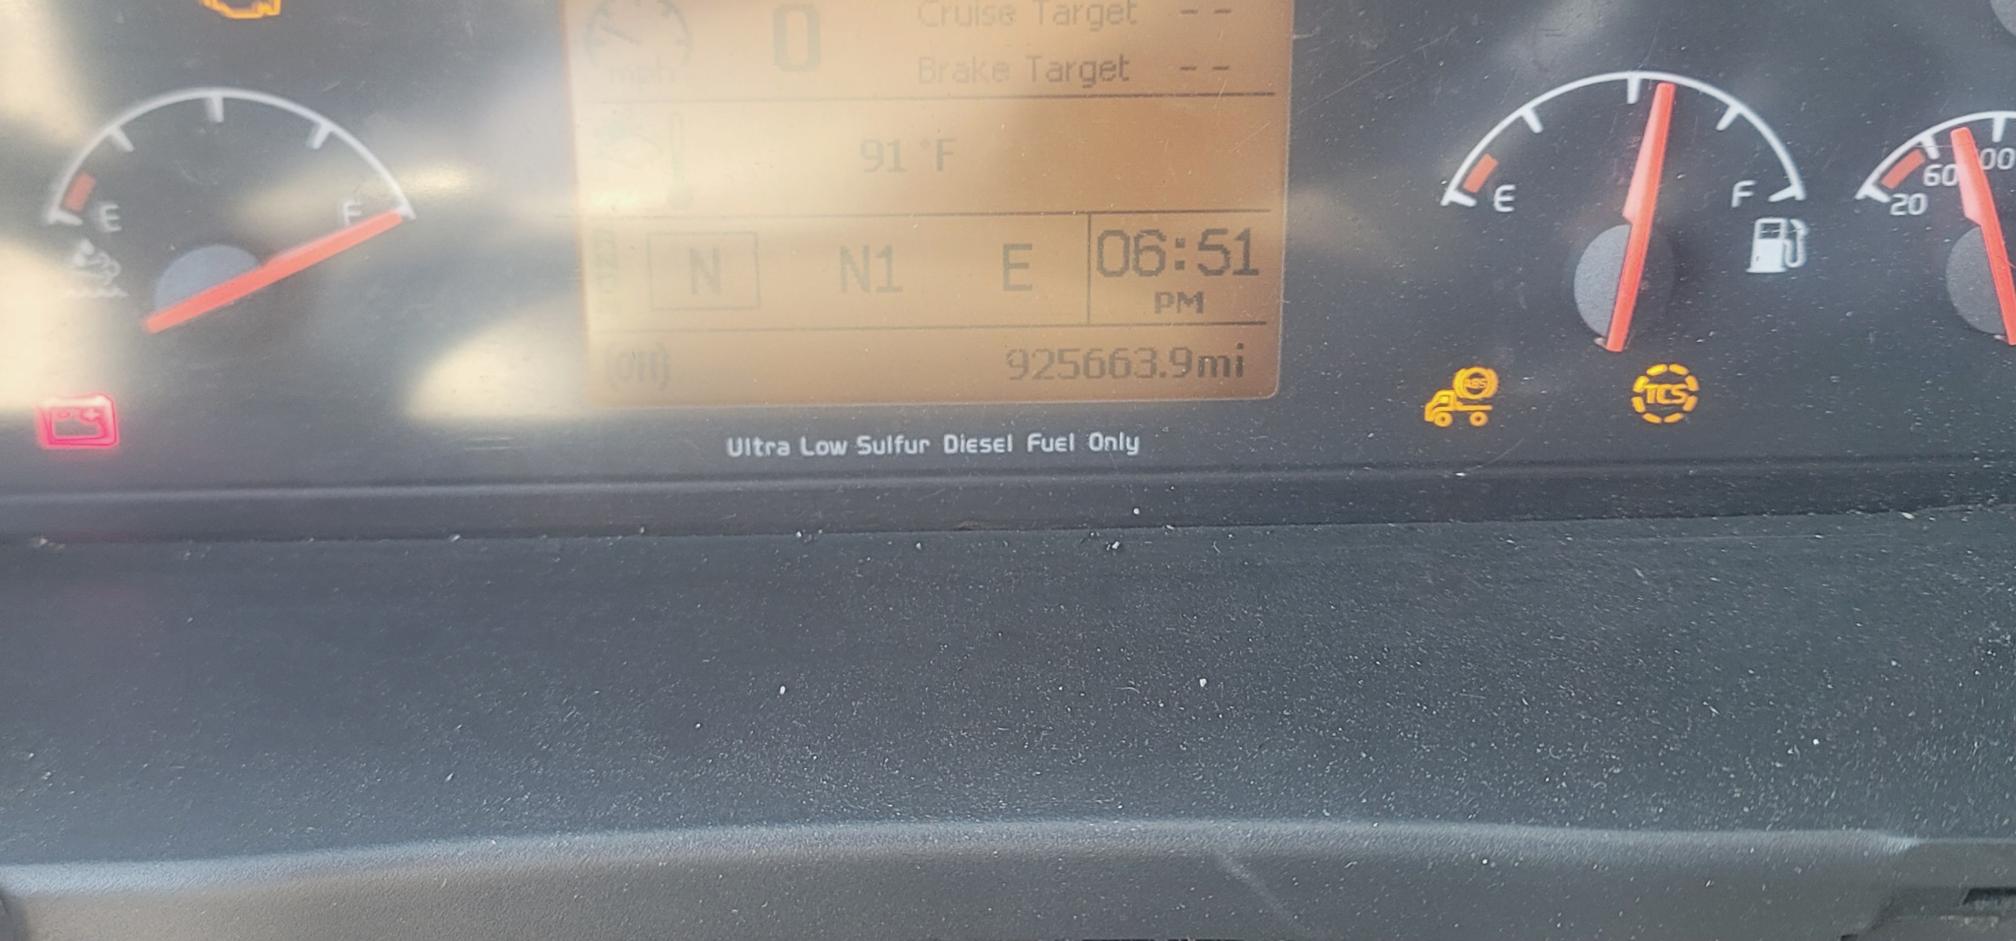 0 Cruise Target --
mph Brake Target --
91 °F
E F
E F
20 60
N N1 E 06:51
PM
925663.9mi
ABS TCS
Ultra Low Sulfur Diesel Fuel Only